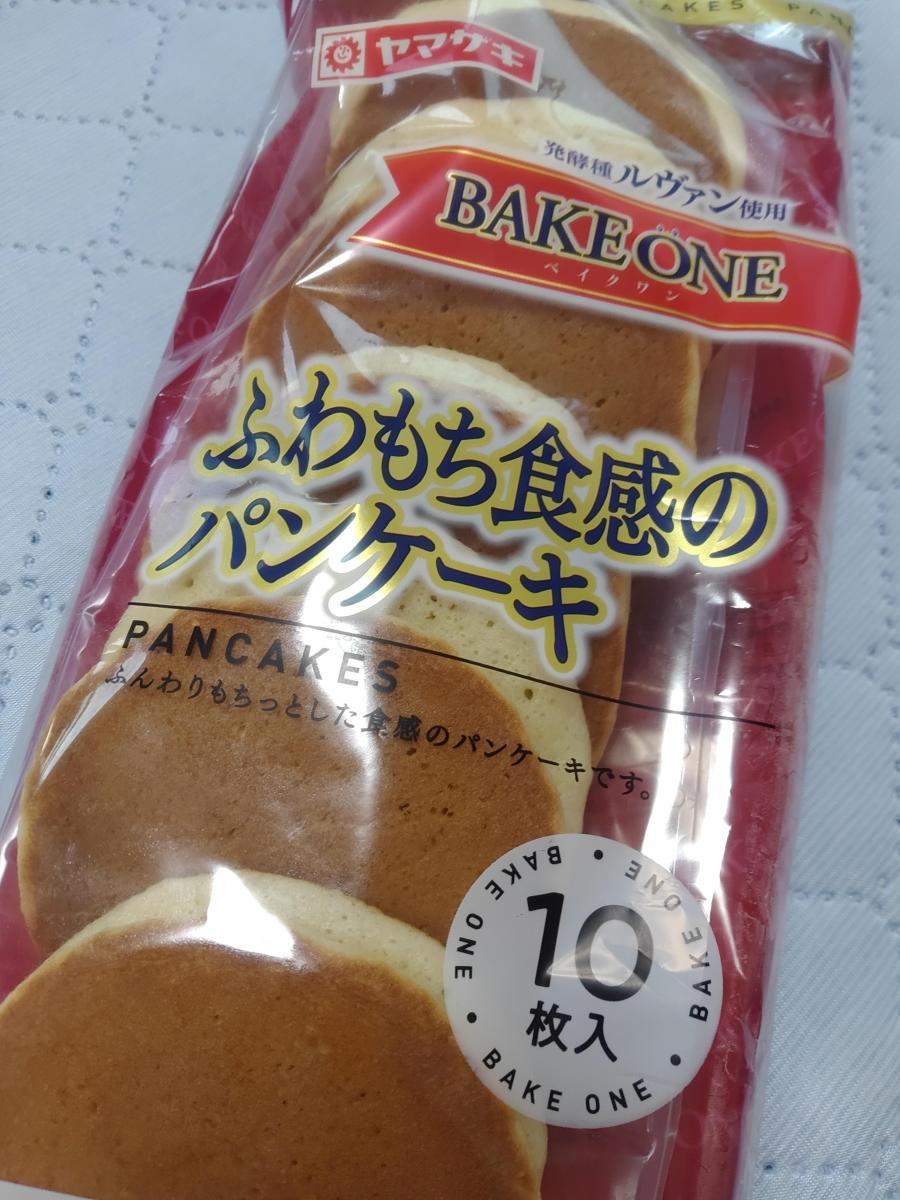 CAKES PAN
ヤマザキ
発酵種ルヴァン使用
BAKE ONE
ベイクワン
ふわもち食感の
パンケーキ
PANCAKES
ふんわりもちっとした食感のパンケーキです。
BAKE ONE • BAKE ONE • BAKE ONE •
10
枚入